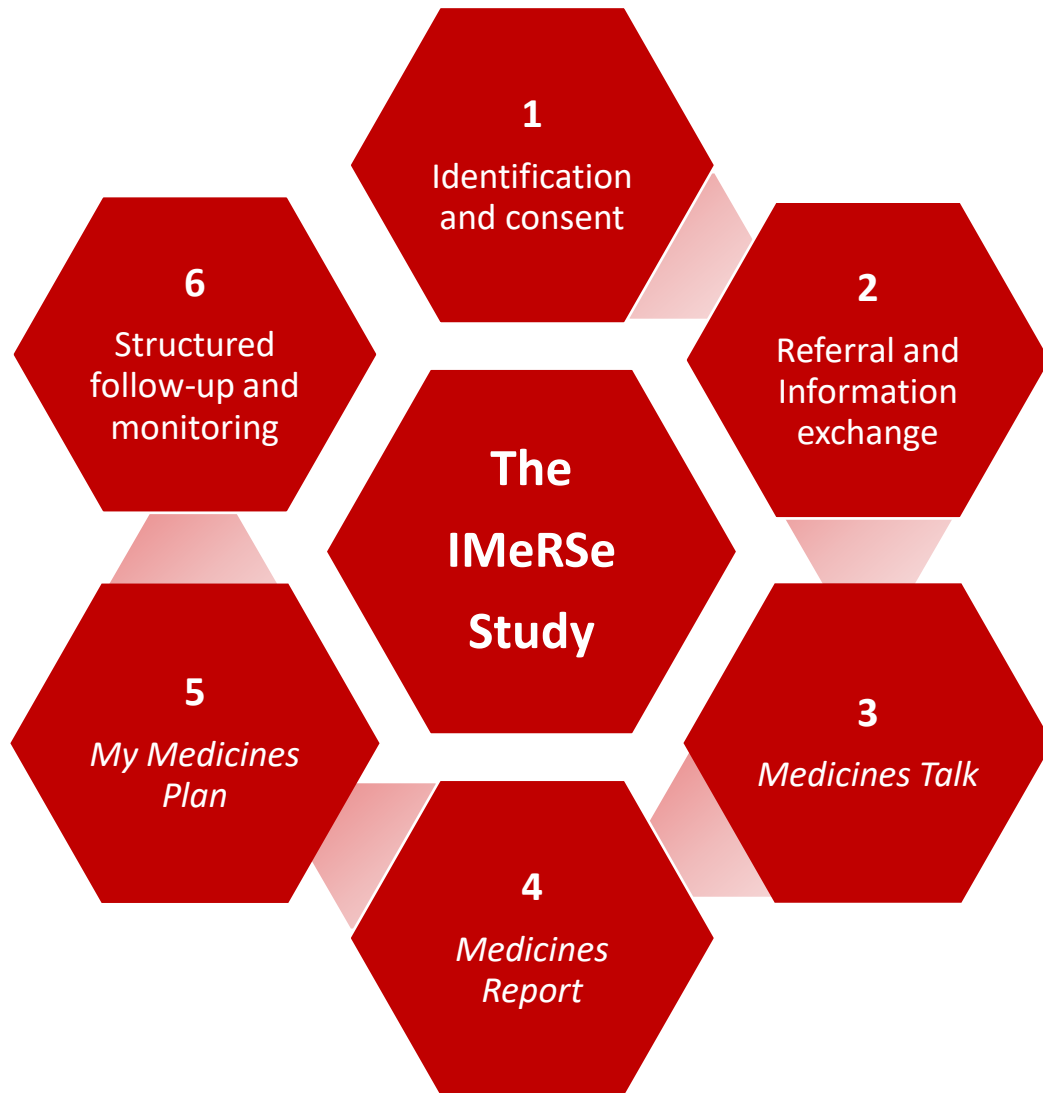 1
Identification
and consent
2
Referral and
Information
exchange
3
Medicines Talk
4
Medicines
Report
5
My Medicines
Plan
6
Structured
follow-up and
monitoring
The
IMeRSe
Study